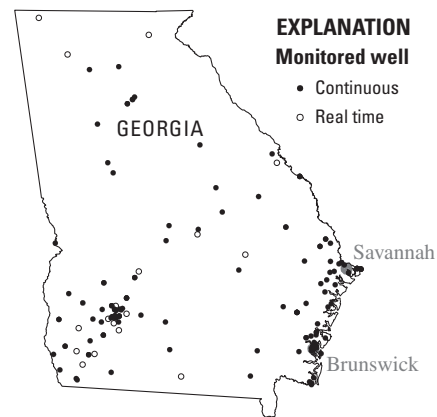 EXPLANATION
Monitored well
Continuous
Real time
GEORGIA
Savannah
Brunswick